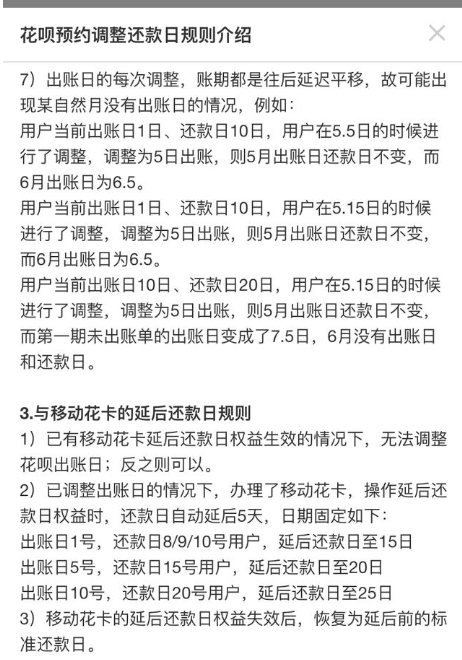 花呗预约调整还款日规则介绍
7）出账日的每次调整，账期都是往后延迟平移，故可能出
现某自然月没有出账日的情况，例如：
用户当前出账日1日、还款日10日，用户在5.5日的时候进
行了调整，调整为5日出账，则5月出账日还款日不变，而
6月出账日为6.5。
用户当前出账日1日、还款日10日，用户在5.15日的时候
进行了调整，调整为5日出账，则5月出账日还款日不变，
而6月出账日为6.5。
用户当前出账日10日、还款日20日，用户在5.15日的时候
进行了调整，调整为5日出账，则5月出账日还款日不变，
而第一期未出账单的出账日变成了7.5日，6月没有出账日
和还款日。
3.与移动花卡的延后还款日规则
1）已有移动花卡延后还款日权益生效的情况下，无法调整
花呗出账日；反之则可以。
2）已调整出账日的情况下，办理了移动花卡，操作延后还
款日权益时，还款日自动延后5天，日期固定如下：
出账日1号，还款日8/9/10号用户，延后还款日至15日
出账日5号，还款日15号用户，延后还款日至20日
出账日10号，还款日20号用户，延后还款日至25日
3）移动花卡的延后还款日权益失效后，恢复为延后前的标
准还款日。